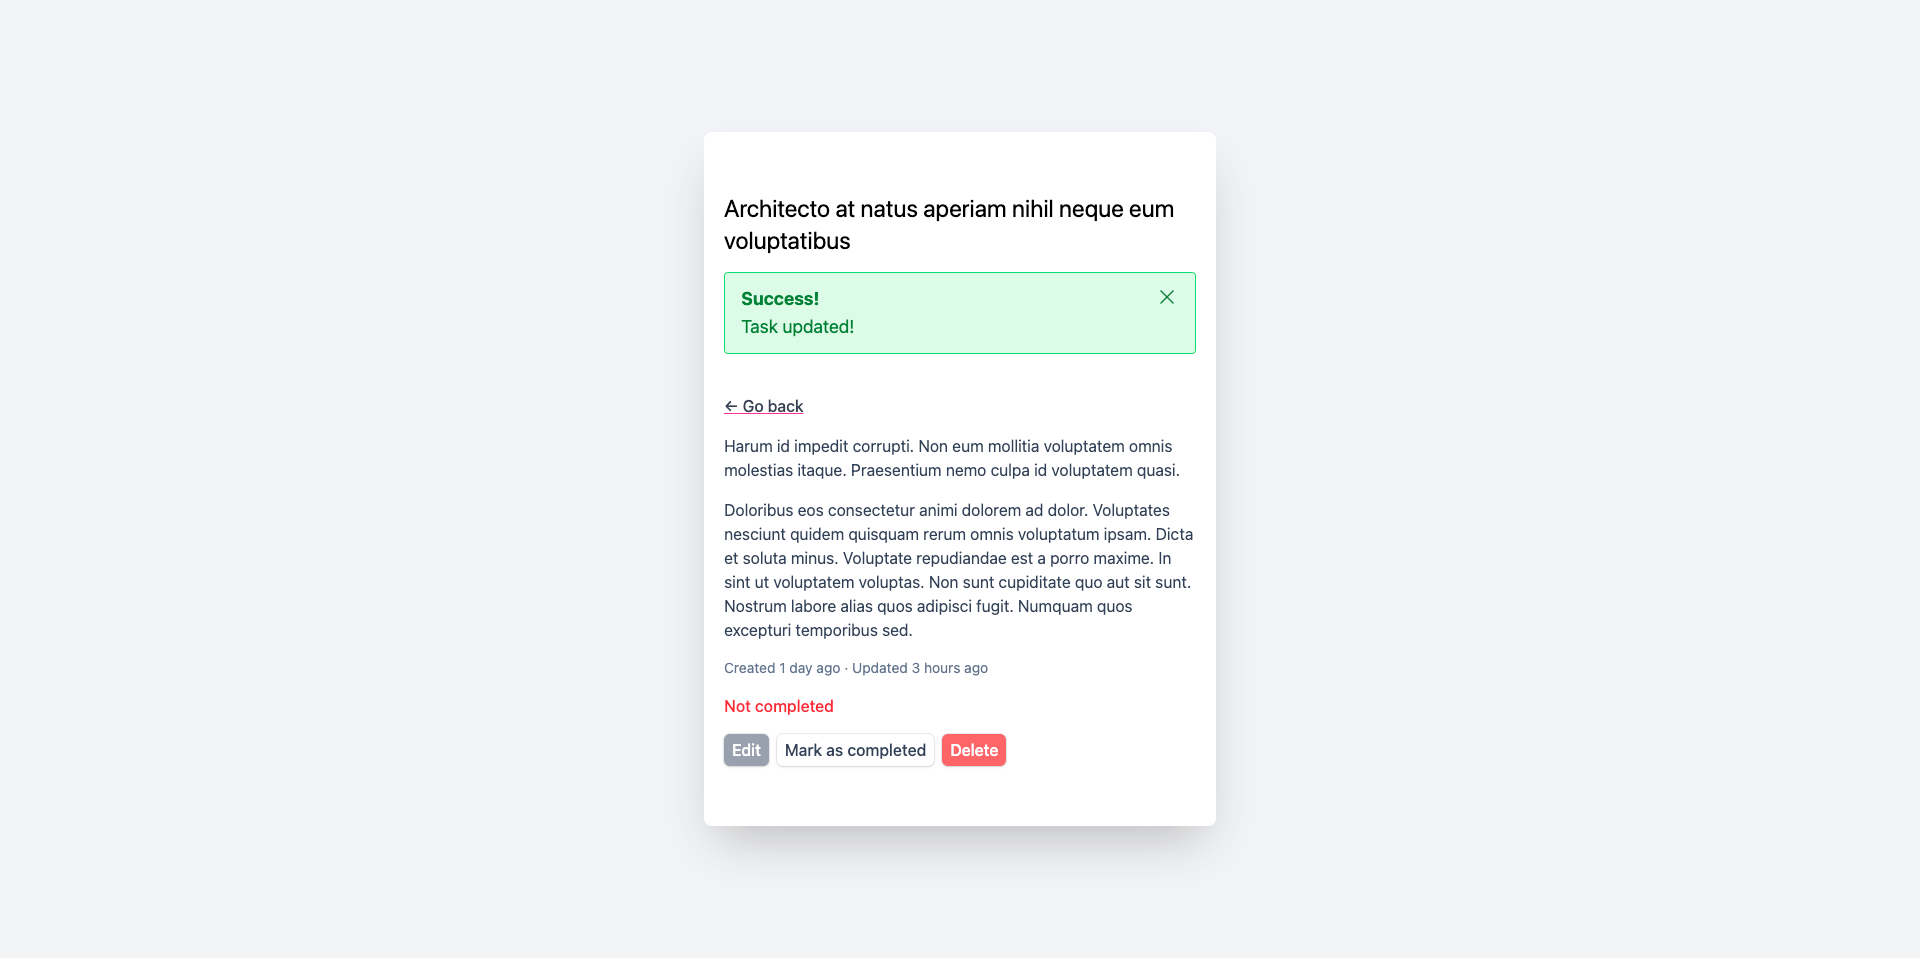 Architecto at natus aperiam nihil neque eum
voluptatibus
Success!
Task updated!
← Go back
Harum id impedit corrupti. Non eum mollitia voluptatem omnis
molestias itaque. Praesentium nemo culpa id voluptatem quasi.
Doloribus eos consectetur animi dolorem ad dolor. Voluptates
nesciunt quidem quisquam rerum omnis voluptatum ipsam. Dicta
et soluta minus. Voluptate repudiandae est a porro maxime. In
sint ut voluptatem voluptas. Non sunt cupiditate quo aut sit sunt.
Nostrum labore alias quos adipisci fugit. Numquam quos
excepturi temporibus sed.
Created 1 day ago · Updated 3 hours ago
Not completed
Edit Mark as completed Delete